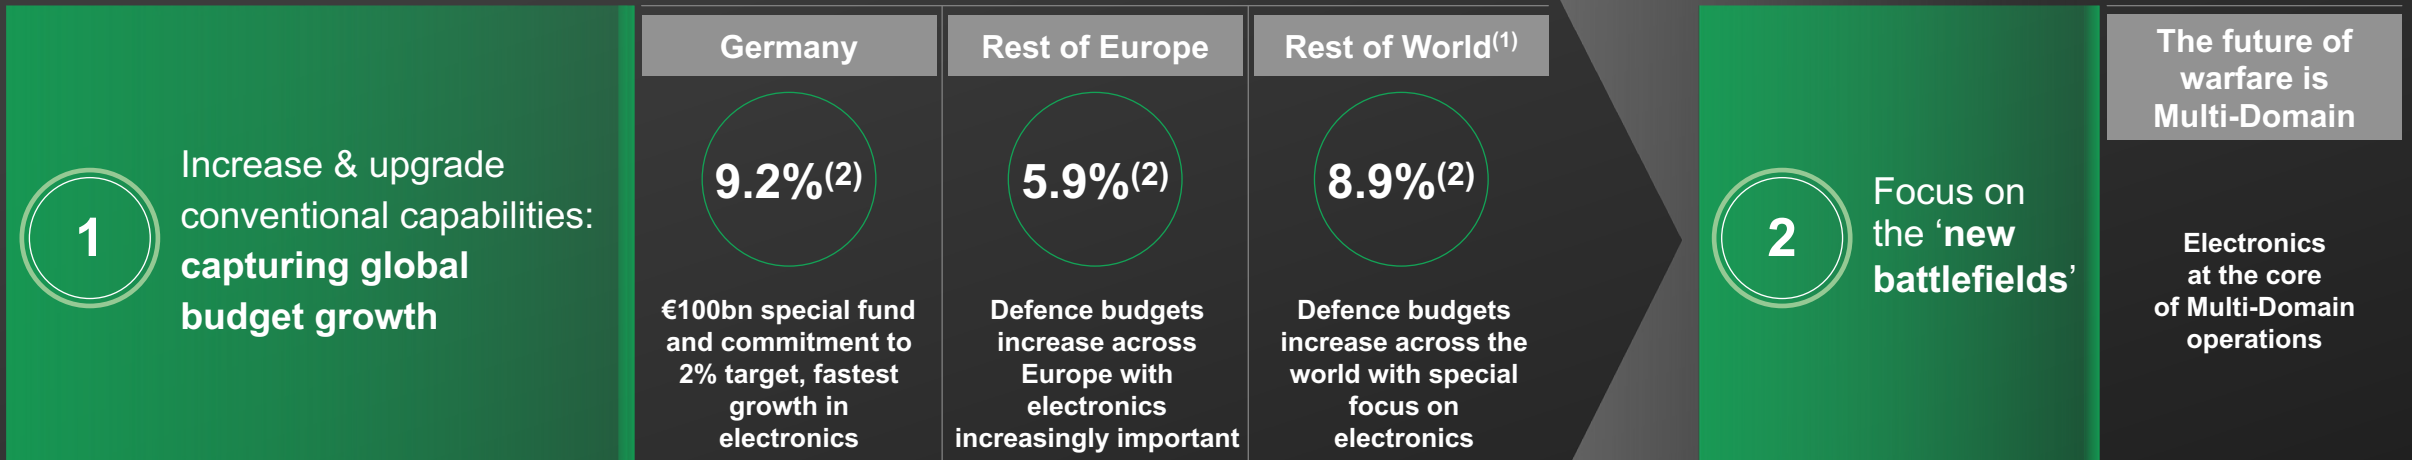 1
Increase & upgrade
conventional capabilities:
capturing global
budget growth
Germany
9.2%(2)
€100bn special fund
and commitment to
2% target, fastest
growth in
electronics
Rest of Europe
5.9%(2)
Defence budgets
increase across
Europe with
electronics
increasingly important
Rest of World(1)
8.9%(2)
Defence budgets
increase across the
world with special
focus on
electronics
2
Focus on
the ‘new
battlefields’
The future of
warfare is
Multi-Domain
Electronics
at the core
of Multi-Domain
operations